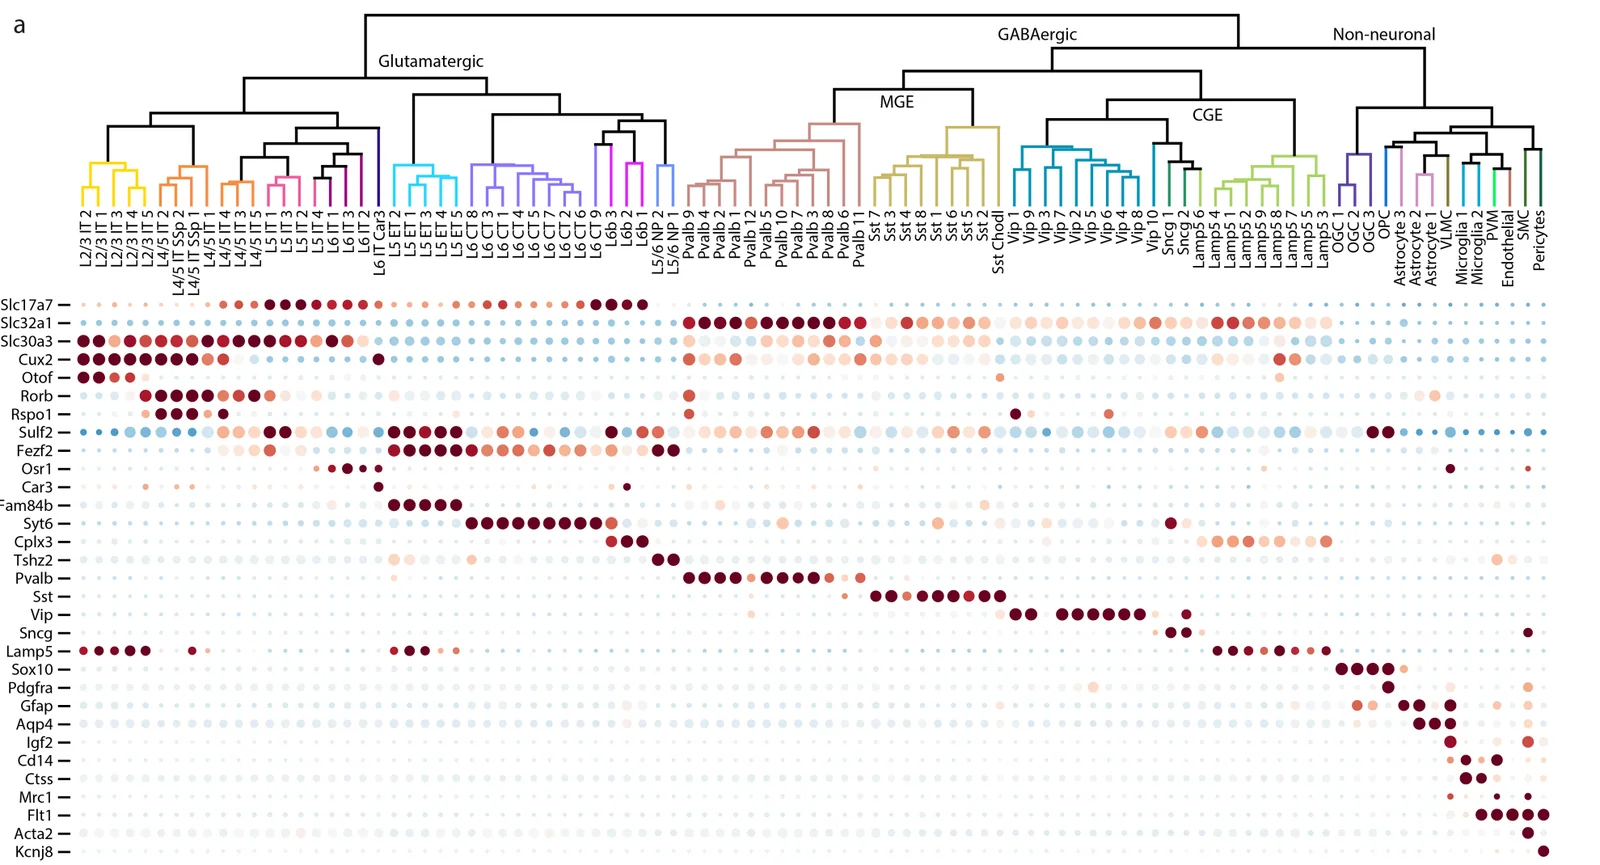 a
GABAergic
Non-neuronal
Glutamatergic
MGE
CGE
L2/3 IT 2
L2/3 IT 1
L2/3 IT 3
L2/3 IT 4
L2/3 IT 5
L4/5 IT 2
L4/5 IT SSp 2
L4/5 IT SSp 1
L4/5 IT 1
L4/5 IT 4
L4/5 IT 3
L4/5 IT 5
L5 IT 1
L5 IT 3
L5 IT 2
L5 IT 4
L6 IT 1
L6 IT 3
L6 IT 2
L6 IT Car3
L5 ET 2
L5 ET 1
L5 ET 3
L5 ET 4
L5 ET 5
L6 CT 8
L6 CT 3
L6 CT 1
L6 CT 4
L6 CT 5
L6 CT 7
L6 CT 2
L6 CT 6
L6 CT 9
L6b 3
L6b 2
L6b 1
L5/6 NP 2
L5/6 NP 1
Pvalb 9
Pvalb 4
Pvalb 2
Pvalb 1
Pvalb 12
Pvalb 5
Pvalb 10
Pvalb 7
Pvalb 3
Pvalb 8
Pvalb 6
Pvalb 11
Sst 7
Sst 3
Sst 4
Sst 8
Sst 1
Sst 6
Sst 5
Sst 2
Sst Chodl
Vip 1
Vip 9
Vip 3
Vip 7
Vip 2
Vip 5
Vip 6
Vip 4
Vip 8
Vip 10
Sncg 1
Sncg 2
Lamp5 6
Lamp5 4
Lamp5 1
Lamp5 2
Lamp5 9
Lamp5 8
Lamp5 7
Lamp5 5
Lamp5 3
OGC 1
OGC 2
OGC 3
OPC
Astrocyte 3
Astrocyte 2
Astrocyte 1
VLMC
Microglia 1
Microglia 2
PVM
Endothelial
SMC
Pericytes
Slc17a7
Slc32a1
Slc30a3
Cux2
Otof
Rorb
Rspo1
Sulf2
Fezf2
Osr1
Car3
Fam84b
Syt6
Cplx3
Tshz2
Pvalb
Sst
Vip
Sncg
Lamp5
Sox10
Pdgfra
Gfap
Aqp4
Igf2
Cd14
Ctss
Mrc1
Flt1
Acta2
Kcnj8